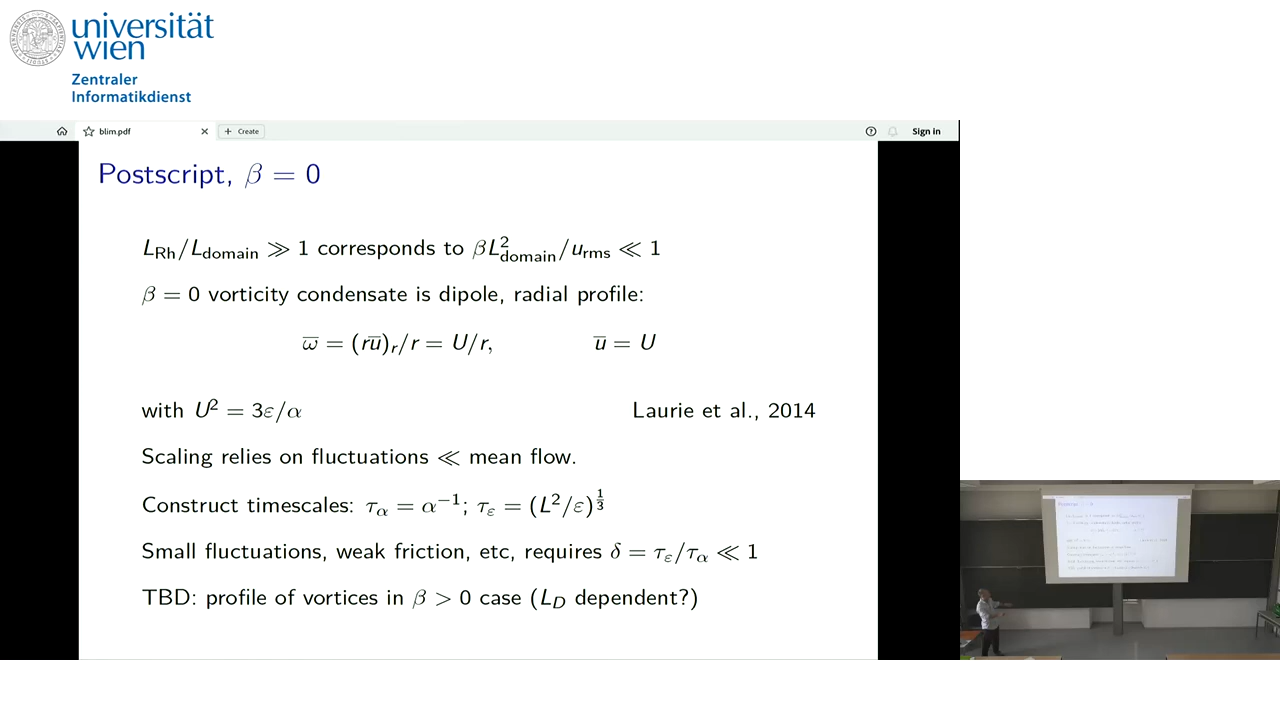 universität
wien
Zentraler
Informatikdienst
blim.pdf
+ Create
Sign in
Postscript, β = 0
L_Rh/L_domain ≫ 1 corresponds to βL²_domain/u_rms ≪ 1
β = 0 vorticity condensate is dipole, radial profile:
ω̅ = (ru̅)_r/r = U/r, u̅ = U
with U² = 3ε/α Laurie et al., 2014
Scaling relies on fluctuations ≪ mean flow.
Construct timescales: τ_α = α⁻¹; τ_ε = (L²/ε)^{1/3}
Small fluctuations, weak friction, etc, requires δ = τ_ε/τ_α ≪ 1
TBD: profile of vortices in β > 0 case (L_D dependent?)